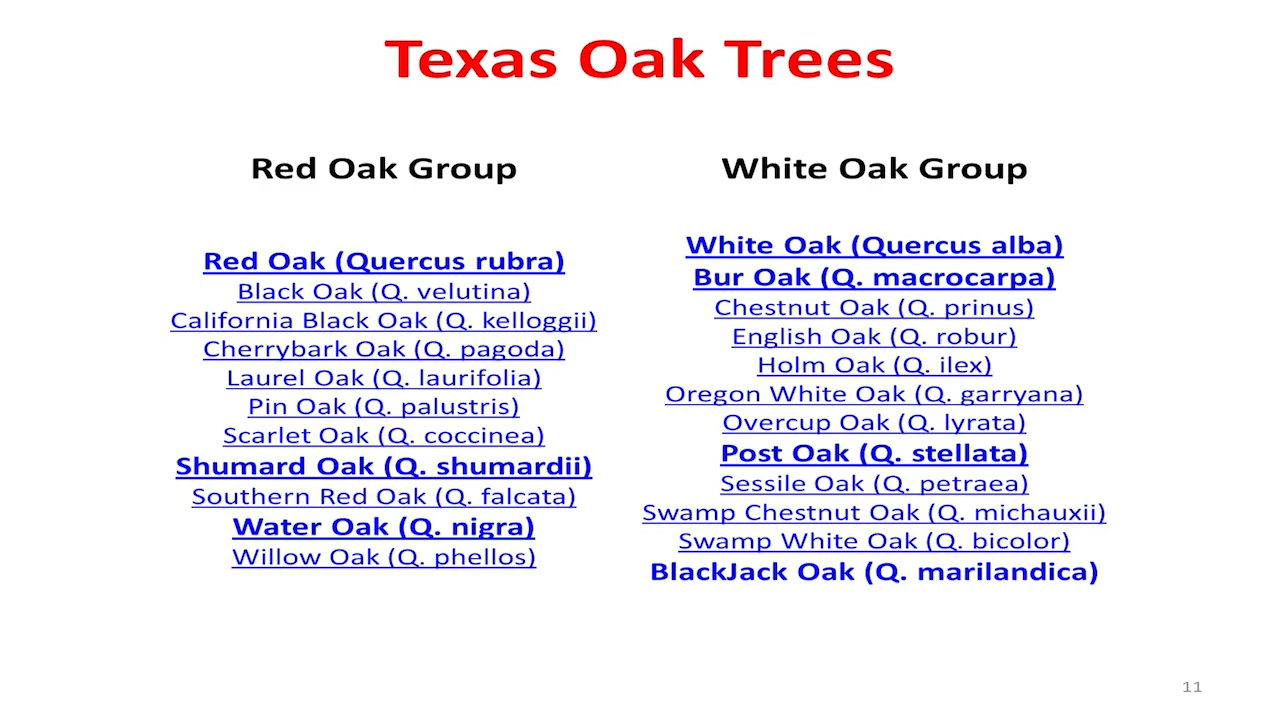 Texas Oak Trees
Red Oak Group
Red Oak (Quercus rubra)
Black Oak (Q. velutina)
California Black Oak (Q. kelloggii)
Cherrybark Oak (Q. pagoda)
Laurel Oak (Q. laurifolia)
Pin Oak (Q. palustris)
Scarlet Oak (Q. coccinea)
Shumard Oak (Q. shumardii)
Southern Red Oak (Q. falcata)
Water Oak (Q. nigra)
Willow Oak (Q. phellos)
White Oak Group
White Oak (Quercus alba)
Bur Oak (Q. macrocarpa)
Chestnut Oak (Q. prinus)
English Oak (Q. robur)
Holm Oak (Q. ilex)
Oregon White Oak (Q. garryana)
Overcup Oak (Q. lyrata)
Post Oak (Q. stellata)
Sessile Oak (Q. petraea)
Swamp Chestnut Oak (Q. michauxii)
Swamp White Oak (Q. bicolor)
BlackJack Oak (Q. marilandica)
11